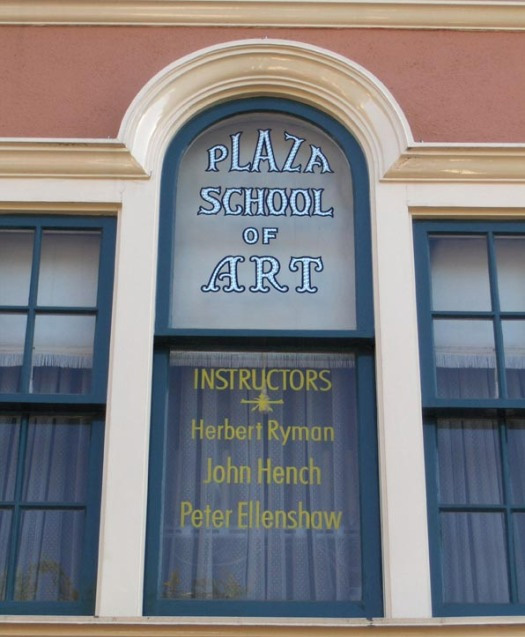 PLAZA
SCHOOL
OF
ART
INSTRUCTORS
Herbert Ryman
John Hench
Peter Ellenshaw